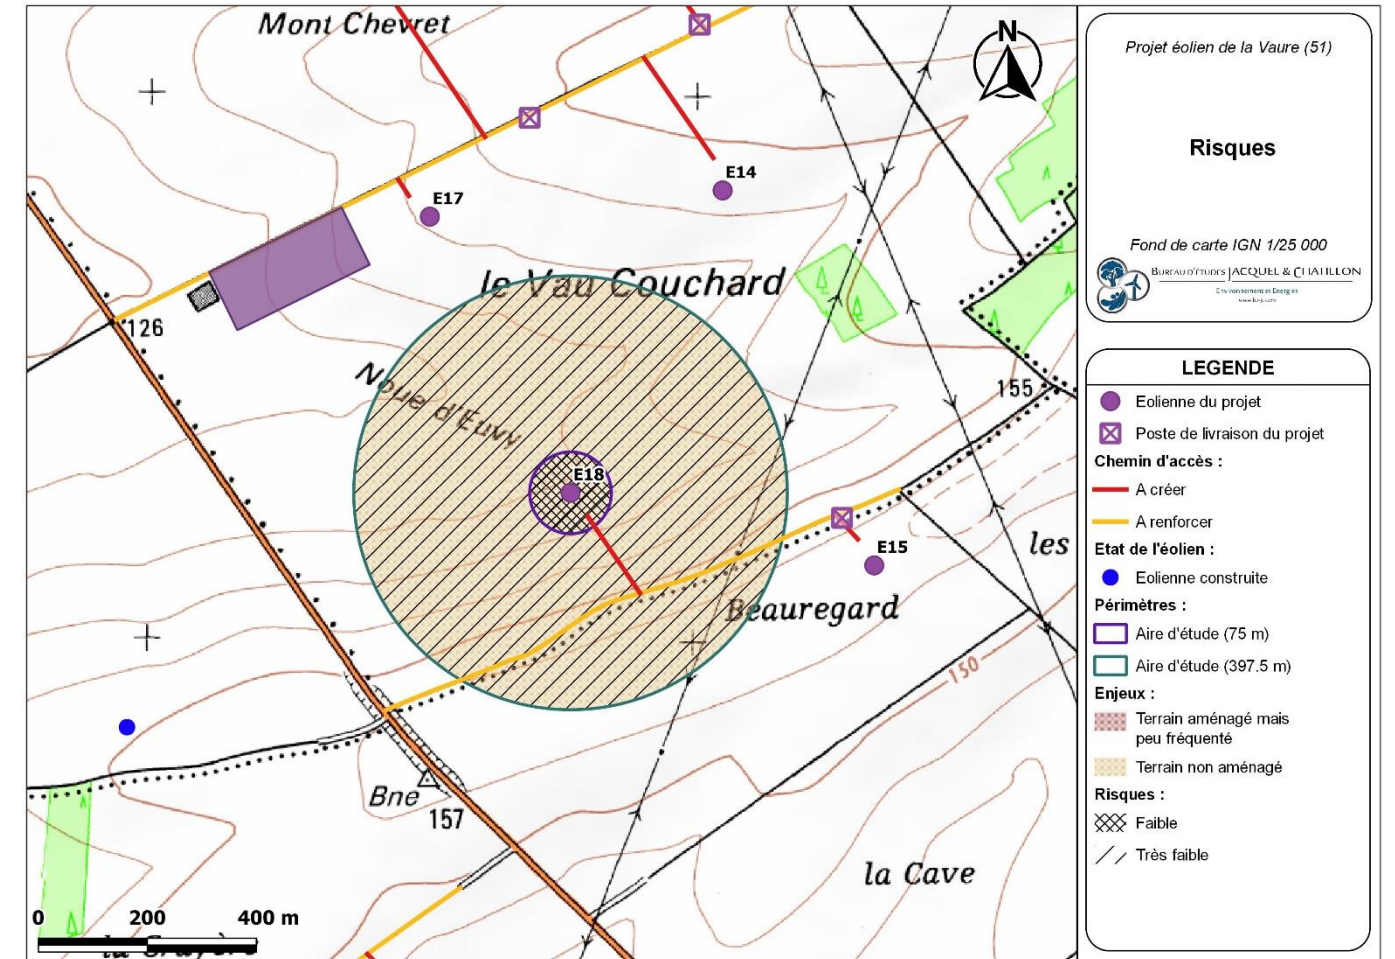 Mont Chevret
N
E14
E17
le Vau Couchard
126
Noue d'Euvy
155
E18
E15
les
Beauregard
150
Bne
157
la Cave
0 200 400 m
Projet éolien de la Vaure (51)
Risques
Fond de carte IGN 1/25 000
BUREAU D'ÉTUDES JACQUEL & CHATILLON
Environnement et Energies
LEGENDE
Eolienne du projet
Poste de livraison du projet
Chemin d'accès :
A créer
A renforcer
Etat de l'éolien :
Eolienne construite
Périmètres :
Aire d'étude (75 m)
Aire d'étude (397.5 m)
Enjeux :
Terrain aménagé mais
peu fréquenté
Terrain non aménagé
Risques :
Faible
Très faible